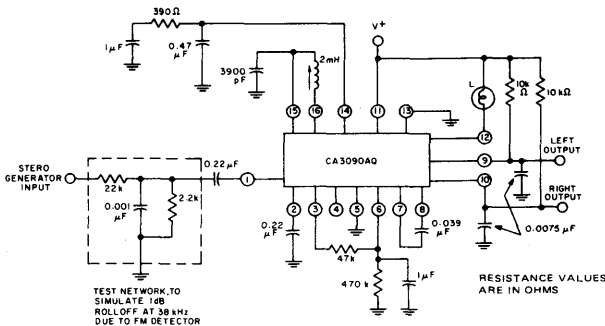 390Ω
1μF
0.47
μF
3900
pF
2mH
V+
L
10k
Ω
10 kΩ
15
16
14
11
13
12
LEFT
OUTPUT
9
CA3090AQ
10
RIGHT
OUTPUT
STERO
GENERATOR
INPUT
0.22μF
1
22k
0.001
μF
2.2k
2
3
4
5
6
7
8
0.22
μF
0.039
μF
0.0075 μF
47k
470 k
1μF
RESISTANCE VALUES
ARE IN OHMS
TEST NETWORK, TO
SIMULATE 1dB
ROLLOFF AT 38 kHz
DUE TO FM DETECTOR